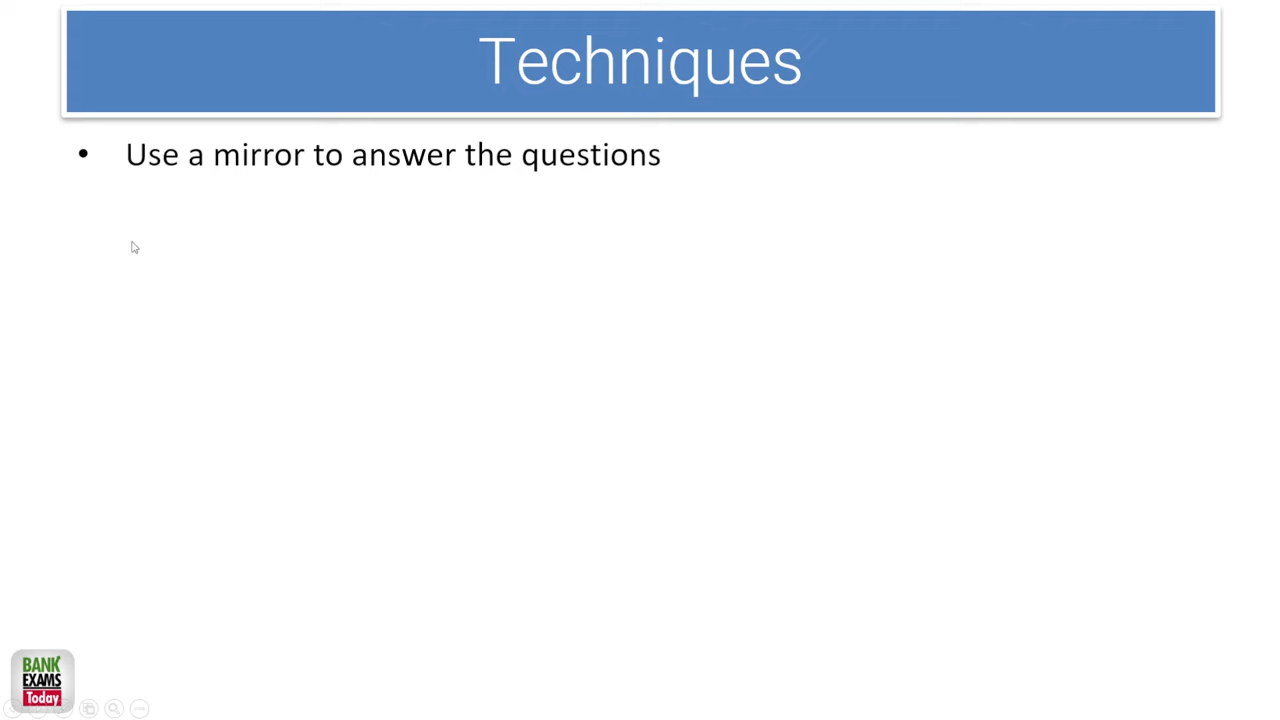 Techniques
• Use a mirror to answer the questions
BANK
EXAMS
Today